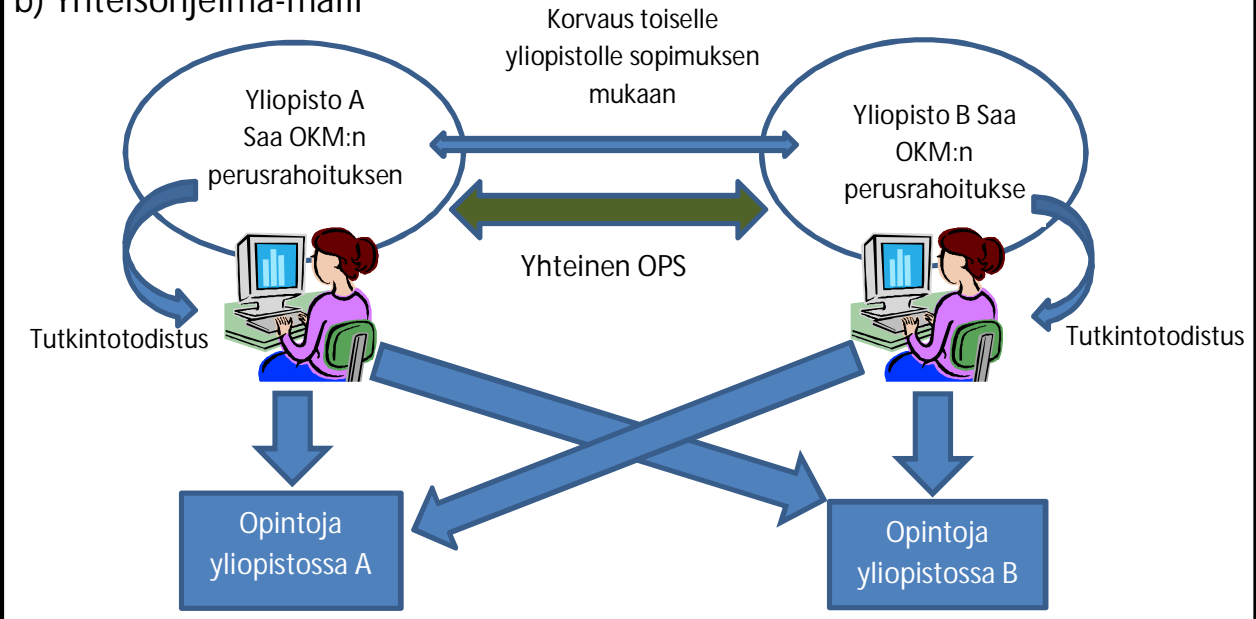 b) Yhteisohjelma-malli
Korvaus toiselle
yliopistolle sopimuksen
mukaan
Yliopisto A
Saa OKM:n
perusrahoituksen
Yliopisto B Saa
OKM:n
perusrahoitukse
Yhteinen OPS
Tutkintotodistus
Tutkintotodistus
Opintoja
yliopistossa A
Opintoja
yliopistossa B